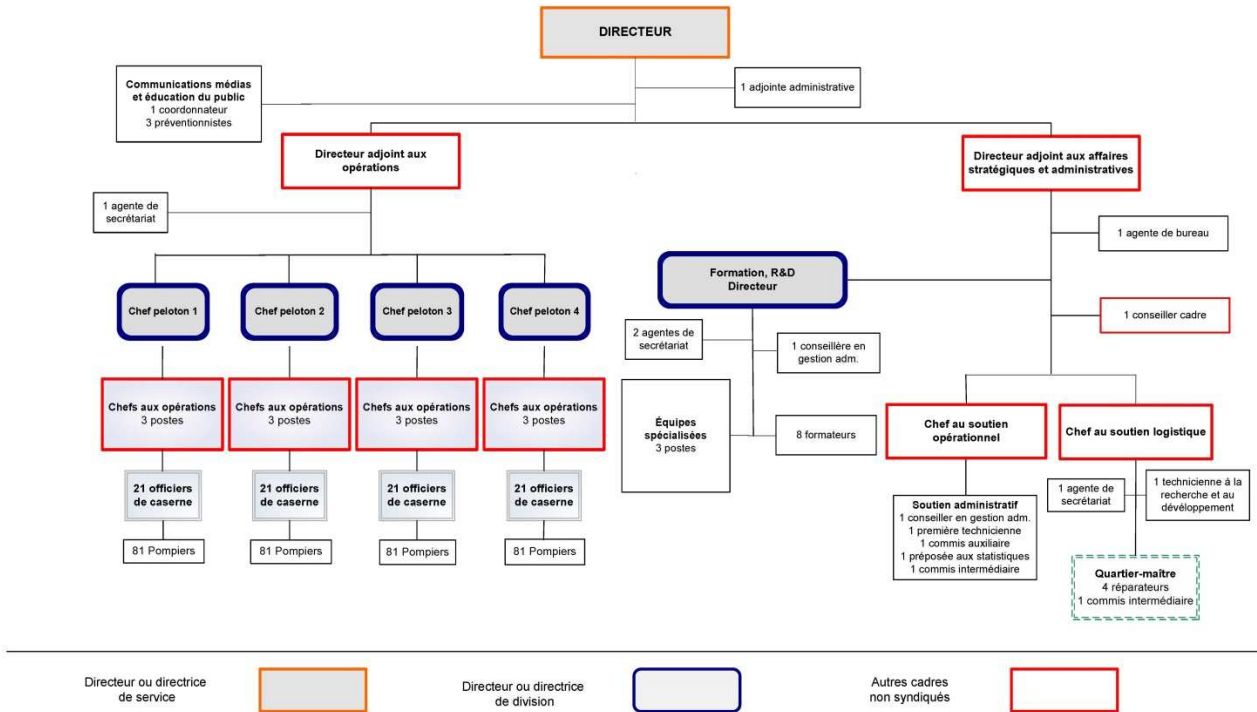 DIRECTEUR
Communications médias
et éducation du public
1 coordonnateur
3 préventionnistes
1 adjointe administrative
Directeur adjoint aux
opérations
Directeur adjoint aux affaires
stratégiques et administratives
1 agente de
secrétariat
1 agente de bureau
Formation, R&D
Directeur
Chef peloton 1
Chef peloton 2
Chef peloton 3
Chef peloton 4
1 conseiller cadre
2 agentes de
secrétariat
1 conseillère en
gestion adm.
Chefs aux opérations
3 postes
Chefs aux opérations
3 postes
Chefs aux opérations
3 postes
Chefs aux opérations
3 postes
Équipes
spécialisées
3 postes
8 formateurs
Chef au soutien
opérationnel
Chef au soutien logistique
21 officiers
de caserne
21 officiers
de caserne
21 officiers
de caserne
21 officiers
de caserne
81 Pompiers
81 Pompiers
81 Pompiers
81 Pompiers
Soutien administratif
1 conseiller en gestion adm.
1 première technicienne
1 commis auxiliaire
1 préposée aux statistiques
1 commis intermédiaire
1 agente de
secrétariat
1 technicienne à la
recherche et au
dévéloppement
Quartier-maître
4 réparateurs
1 commis intermédiaire
Directeur ou directrice
de service
Directeur ou directrice
de division
Autres cadres
non syndiqués